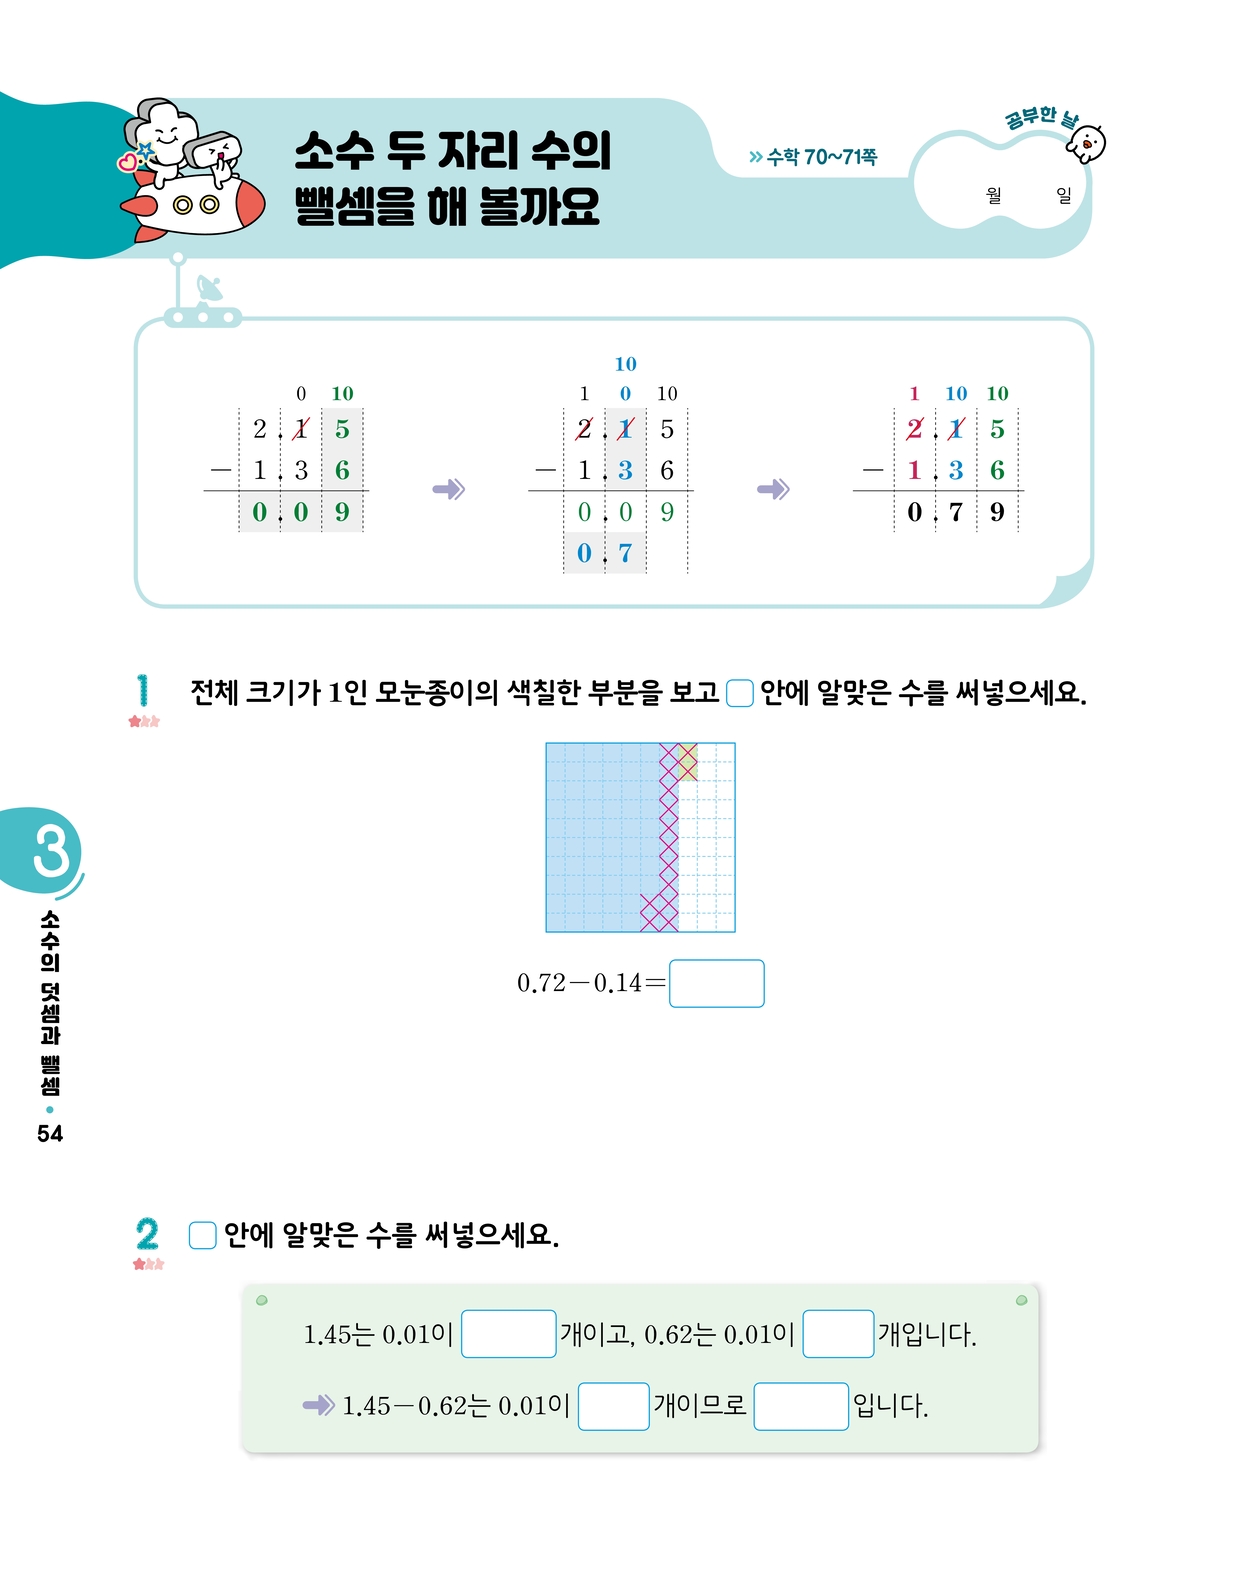 소수 두 자리 수의
뺄셈을 해 볼까요
» 수학 70~71쪽
공부한 날
월 일
0 10
2.1 5
- 1.3 6
0.0 9
10
1 0 10
2.1 5
- 1.3 6
0.0 9
0.7
1 10 10
2.1 5
- 1.3 6
0.7 9
1 전체 크기가 1인 모눈종이의 색칠한 부분을 보고 □ 안에 알맞은 수를 써넣으세요.
0.72-0.14=□
3
소수의 덧셈과 뺄셈 • 54
2 □ 안에 알맞은 수를 써넣으세요.
1.45는 0.01이 □ 개이고, 0.62는 0.01이 □ 개입니다.
1.45-0.62는 0.01이 □ 개이므로 □ 입니다.